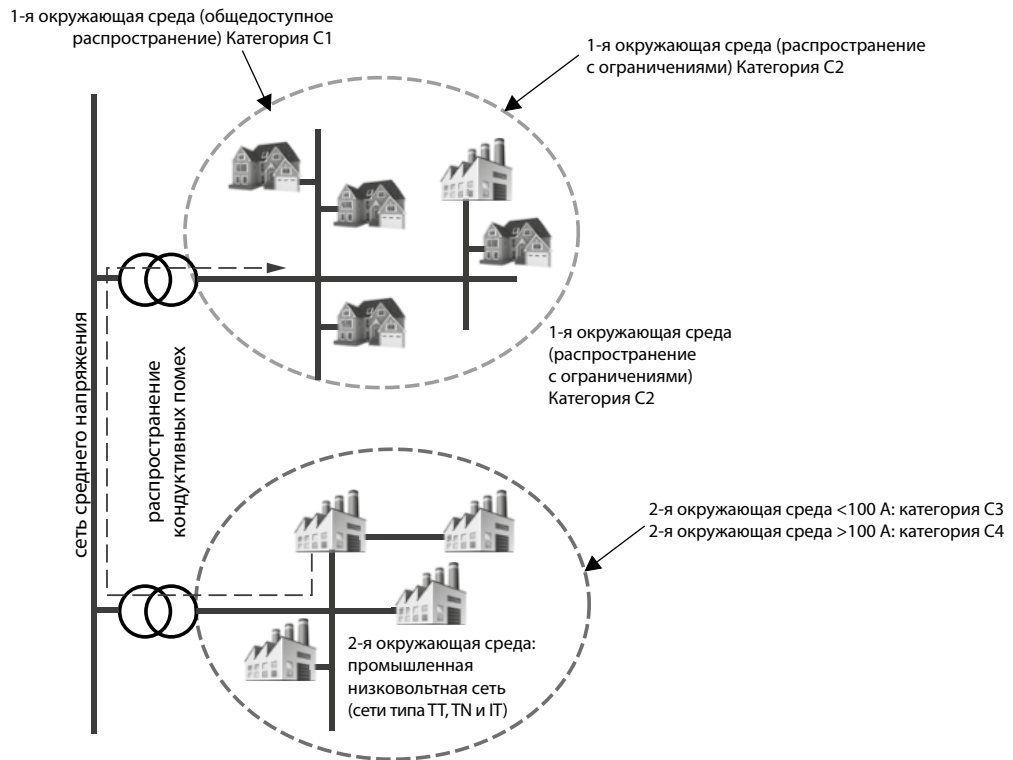 1-я окружающая среда (общедоступное
распространение) Категория C1
1-я окружающая среда (распространение
с ограничениями) Категория C2
сеть среднего напряжения
распространение
кондуктивных помех
1-я окружающая среда
(распространение
с ограничениями)
Категория C2
2-я окружающая среда <100 А: категория C3
2-я окружающая среда >100 А: категория C4
2-я окружающая среда:
промышленная
низковольтная сеть
(сети типа TT, TN и IT)